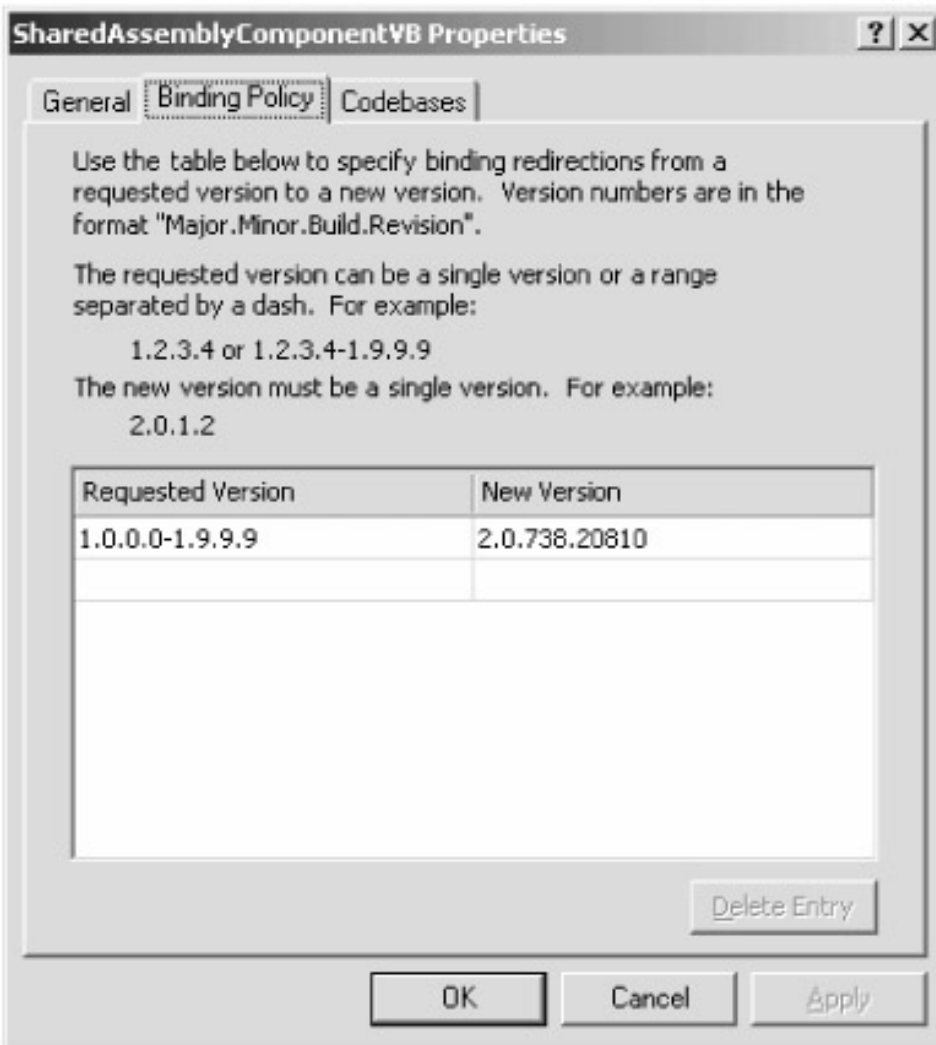 SharedAssemblyComponentVB Properties
General Binding Policy Codebases
Use the table below to specify binding redirections from a
requested version to a new version.  Version numbers are in the
format "Major.Minor.Build.Revision".
The requested version can be a single version or a range
separated by a dash.  For example:
1.2.3.4 or 1.2.3.4-1.9.9.9
The new version must be a single version.  For example:
2.0.1.2
Requested Version New Version
1.0.0.0-1.9.9.9 2.0.738.20810
Delete Entry
OK Cancel Apply